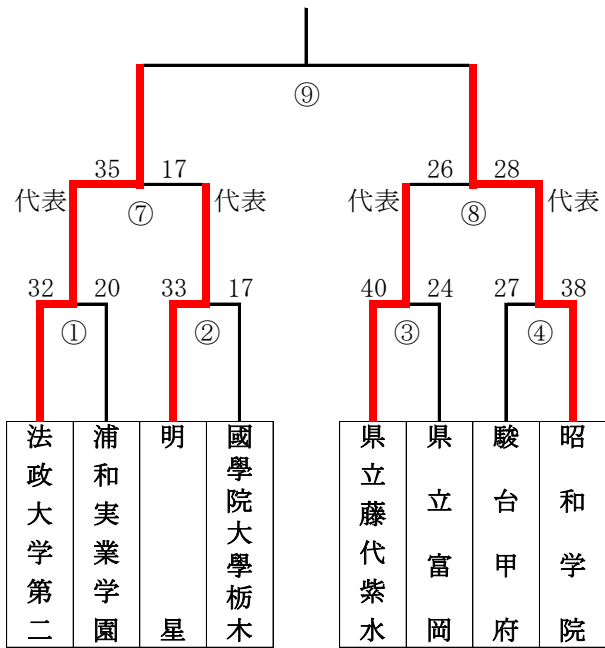 ⑨
35 17 26 28
代表 代表 代表 代表
⑦ ⑧
32 20 33 17 40 24 27 38
① ② ③ ④
法政大学第二
浦和実業学園
明星
國學院大學栃木
県立藤代紫水
県立富岡
駿台甲府
昭和学院